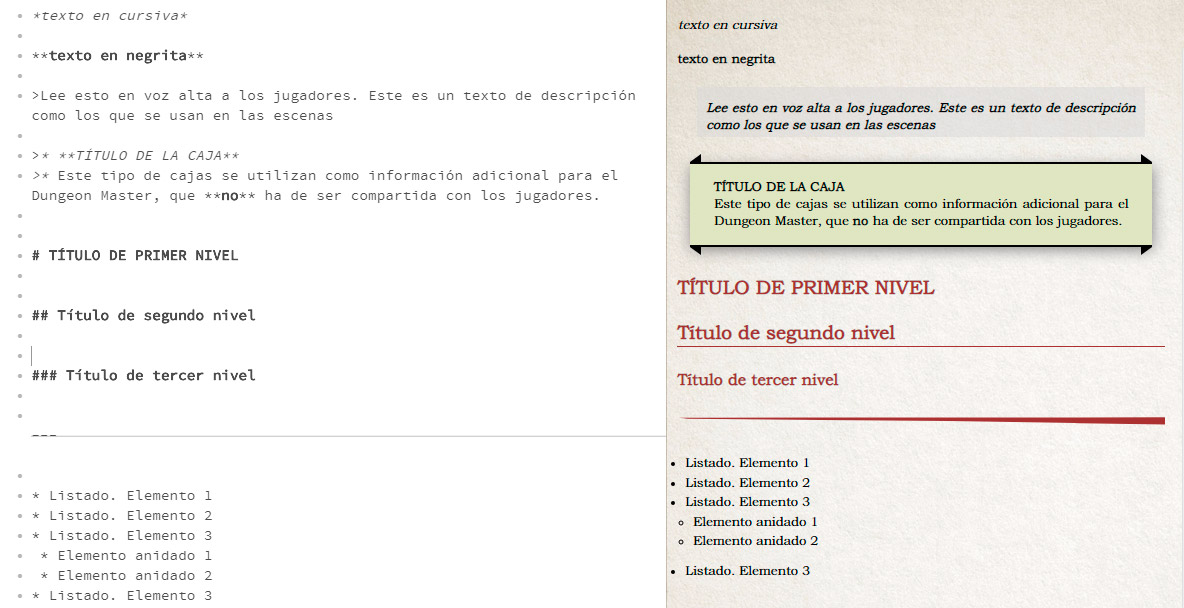 *texto en cursiva*
**texto en negrita**
>Lee esto en voz alta a los jugadores. Este es un texto de descripción
como los que se usan en las escenas
>* **TÍTULO DE LA CAJA**
>* Este tipo de cajas se utilizan como información adicional para el
Dungeon Master, que **no** ha de ser compartida con los jugadores.
# TÍTULO DE PRIMER NIVEL
## Título de segundo nivel
### Título de tercer nivel
___
* Listado. Elemento 1
* Listado. Elemento 2
* Listado. Elemento 3
* Elemento anidado 1
* Elemento anidado 2
* Listado. Elemento 3
texto en cursiva
texto en negrita
Lee esto en voz alta a los jugadores. Este es un texto de descripción
como los que se usan en las escenas
TÍTULO DE LA CAJA
Este tipo de cajas se utilizan como información adicional para el
Dungeon Master, que no ha de ser compartida con los jugadores.
TÍTULO DE PRIMER NIVEL
Título de segundo nivel
Título de tercer nivel
• Listado. Elemento 1
• Listado. Elemento 2
• Listado. Elemento 3
◦ Elemento anidado 1
◦ Elemento anidado 2
• Listado. Elemento 3